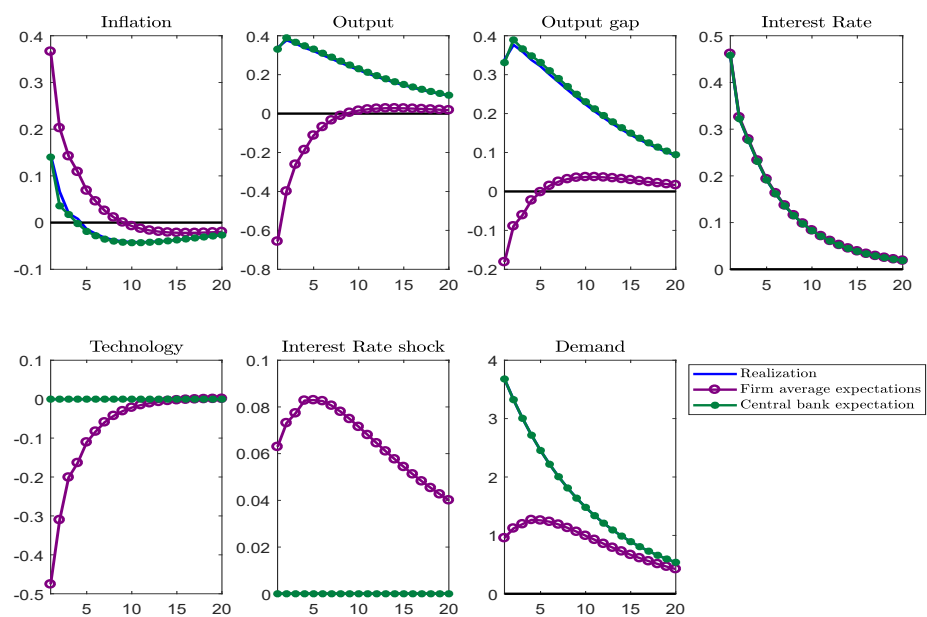 Inflation
0.4
0.3
0.2
0.1
0
-0.1
5 10 15 20
Output
0.4
0.2
0
-0.2
-0.4
-0.6
-0.8
5 10 15 20
Output gap
0.4
0.3
0.2
0.1
0
-0.1
-0.2
5 10 15 20
Interest Rate
0.5
0.4
0.3
0.2
0.1
0
5 10 15 20
Technology
0.1
0
-0.1
-0.2
-0.3
-0.4
-0.5
5 10 15 20
Interest Rate shock
0.1
0.08
0.06
0.04
0.02
0
5 10 15 20
Demand
4
3
2
1
0
5 10 15 20
Realization
Firm average expectations
Central bank expectation